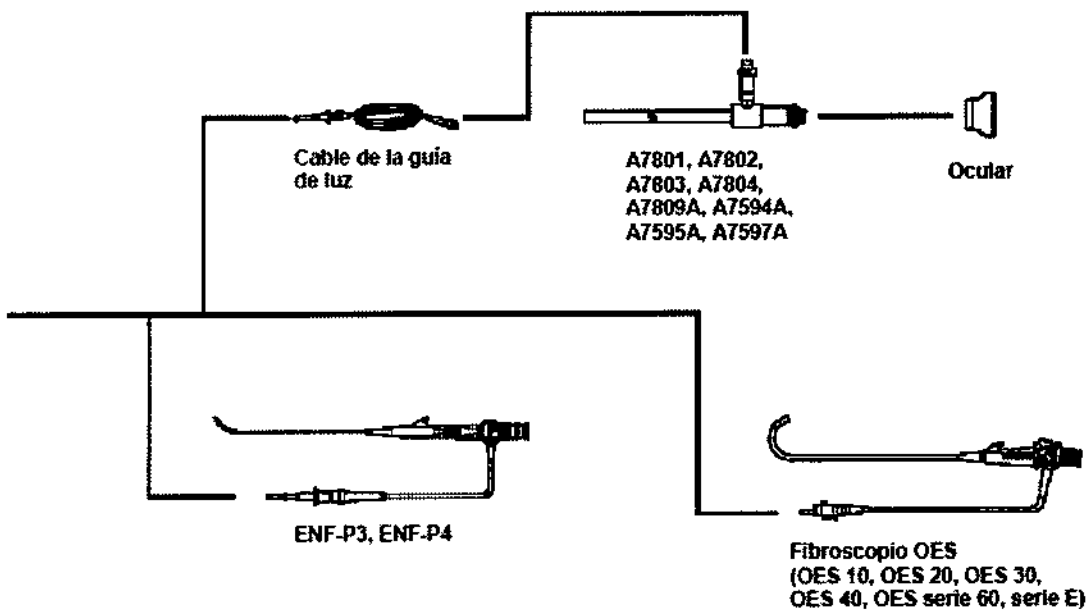 Cable de la guía
de luz
A7801, A7802,
A7803, A7804,
A7809A, A7594A,
A7595A, A7597A
Ocular
ENF-P3, ENF-P4
Fibroscopio OES
(OES 10, OES 20, OES 30,
OES 40, OES serie 60, serie E)